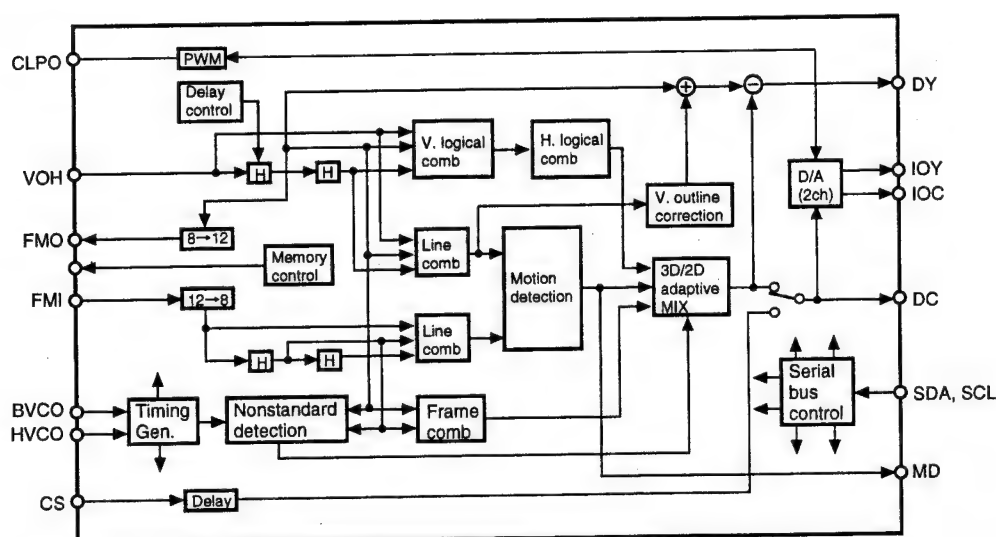 CLPO
PWM
Delay
control
+
−
DY
V. logical
comb
H. logical
comb
VOH
H
H
D/A
(2ch)
IOY
IOC
V. outline
correction
FMO
8→12
Memory
control
Line
comb
Motion
detection
3D/2D
adaptive
MIX
FMI
12→8
DC
Line
comb
H
H
Serial
bus
control
SDA, SCL
BVCO
HVCO
Timing
Gen.
Nonstandard
detection
Frame
comb
MD
CS
Delay